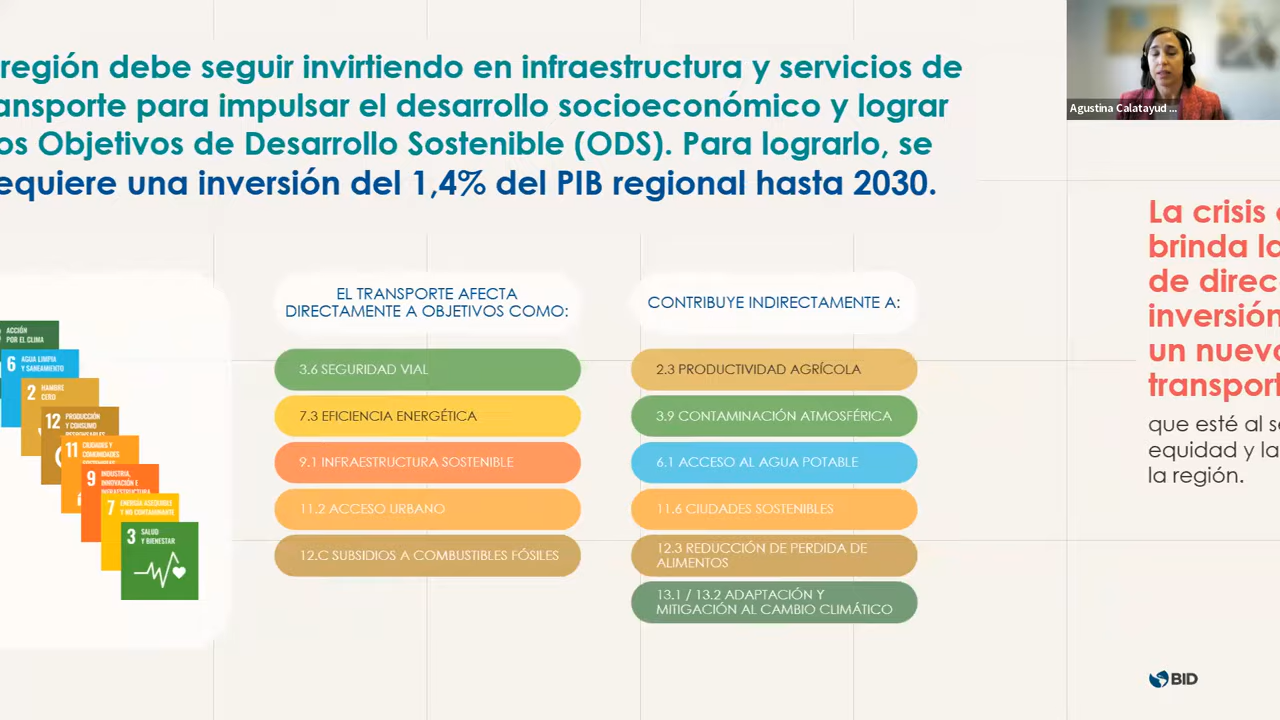 región debe seguir invirtiendo en infraestructura y servicios de
ansporte para impulsar el desarrollo socioeconómico y lograr
os Objetivos de Desarrollo Sostenible (ODS). Para lograrlo, se
equiere una inversión del 1,4% del PIB regional hasta 2030.
Agustina Calatayud ...
La crisis
brinda la
de direc
inversión
un nuev
transport
que esté al s
equidad y la
la región.
EL TRANSPORTE AFECTA
DIRECTAMENTE A OBJETIVOS COMO:
3.6 SEGURIDAD VIAL
7.3 EFICIENCIA ENERGÉTICA
9.1 INFRAESTRUCTURA SOSTENIBLE
11.2 ACCESO URBANO
12.C SUBSIDIOS A COMBUSTIBLES FÓSILES
CONTRIBUYE INDIRECTAMENTE A:
2.3 PRODUCTIVIDAD AGRÍCOLA
3.9 CONTAMINACIÓN ATMOSFÉRICA
6.1 ACCESO AL AGUA POTABLE
11.6 CIUDADES SOSTENIBLES
12.3 REDUCCIÓN DE PERDIDA DE
ALIMENTOS
13.1 / 13.2 ADAPTACIÓN Y
MITIGACIÓN AL CAMBIO CLIMÁTICO
ACCIÓN
POR EL CLIMA
6 AGUA LIMPIA
Y SANEAMIENTO
2 HAMBRE
CERO
12 PRODUCCIÓN
Y CONSUMO
RESPONSABLES
11 CIUDADES Y
COMUNIDADES
9 INDUSTRIA,
INNOVACIÓN E
INFRAESTRUCTURA
7 ENERGÍA ASEQUIBLE
Y NO CONTAMINANTE
3 SALUD
Y BIENESTAR
BID